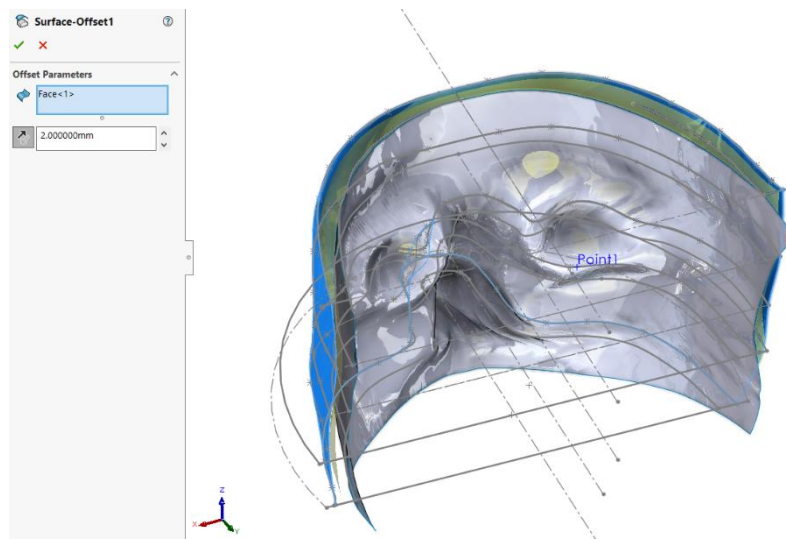 Surface-Offset1
Offset Parameters
Face<1>
2.000000mm
Point1
Z
X
Y